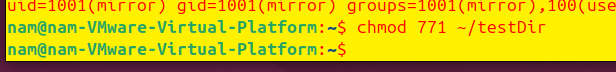 uid=1001(mirror) gid=1001(mirror) groups=1001(mirror),100(use
nam@nam-VMware-Virtual-Platform:~$ chmod 771 ~/testDir
nam@nam-VMware-Virtual-Platform:~$